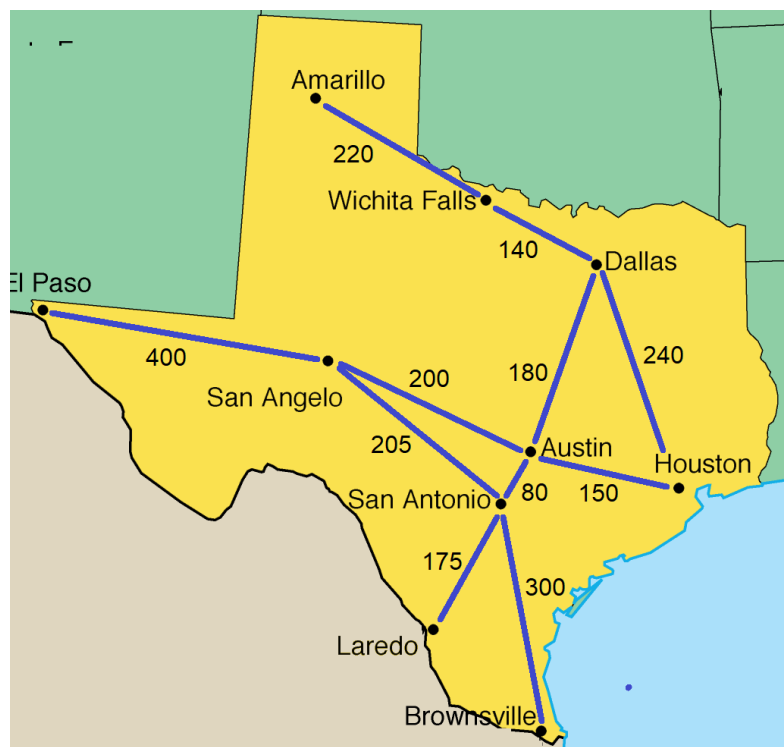 Amarillo
220
Wichita Falls
140
Dallas
El Paso
400
San Angelo
200
180
240
205
Austin
Houston
San Antonio
80
150
175
300
Laredo
Brownsville